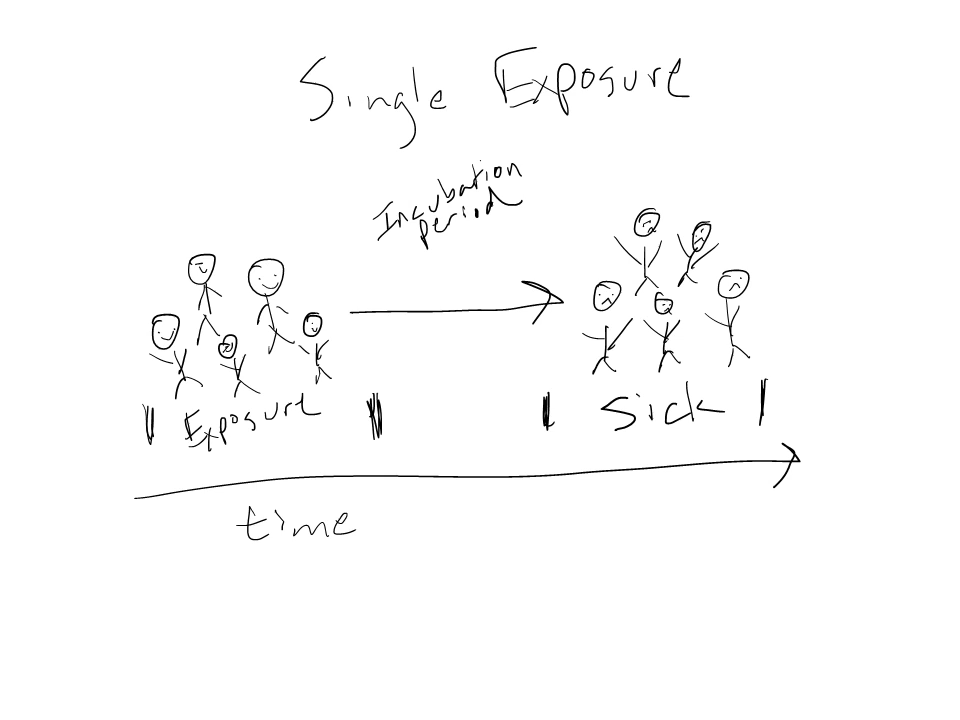 Single Exposure
Incubation
period
Exposure
Sick
time